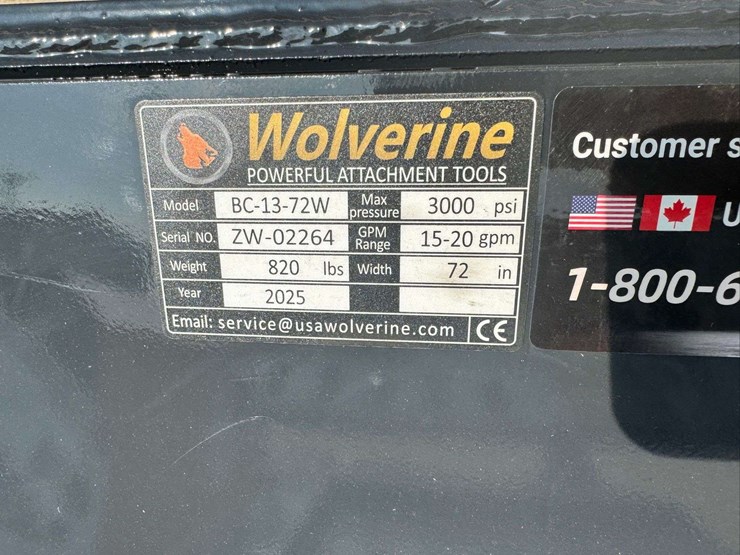 Wolverine
POWERFUL ATTACHMENT TOOLS
Model BC-13-72W Max pressure 3000 psi
Serial NO. ZW-02264 GPM Range 15-20 gpm
Weight 820 lbs Width 72 in
Year 2025
Email: service@usawolverine.com CE
Customer s
U
1-800-6